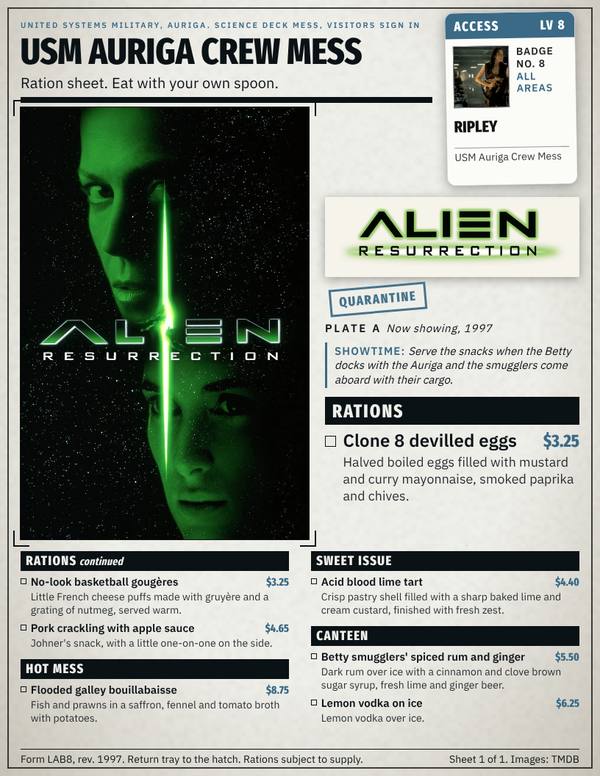 UNITED SYSTEMS MILITARY, AURIGA. SCIENCE DECK MESS, VISITORS SIGN IN
USM AURIGA CREW MESS
Ration sheet. Eat with your own spoon.
ACCESS LV 8
BADGE
NO. 8
ALL
AREAS
RIPLEY
USM Auriga Crew Mess
ALIEN
RESURRECTION
ALIEN
RESURRECTION
QUARANTINE
PLATE A Now showing, 1997
SHOWTIME: Serve the snacks when the Betty
docks with the Auriga and the smugglers come
aboard with their cargo.
RATIONS
Clone 8 devilled eggs $3.25
Halved boiled eggs filled with mustard
and curry mayonnaise, smoked paprika
and chives.
RATIONS continued
No-look basketball gougères $3.25
Little French cheese puffs made with gruyère and a
grating of nutmeg, served warm.
Pork crackling with apple sauce $4.65
Johner's snack, with a little one-on-one on the side.
HOT MESS
Flooded galley bouillabaisse $8.75
Fish and prawns in a saffron, fennel and tomato broth
with potatoes.
SWEET ISSUE
Acid blood lime tart $4.40
Crisp pastry shell filled with a sharp baked lime and
cream custard, finished with fresh zest.
CANTEEN
Betty smugglers' spiced rum and ginger $5.50
Dark rum over ice with a cinnamon and clove brown
sugar syrup, fresh lime and ginger beer.
Lemon vodka on ice $6.25
Lemon vodka over ice.
Form LAB8, rev. 1997. Return tray to the hatch. Rations subject to supply.
Sheet 1 of 1. Images: TMDB